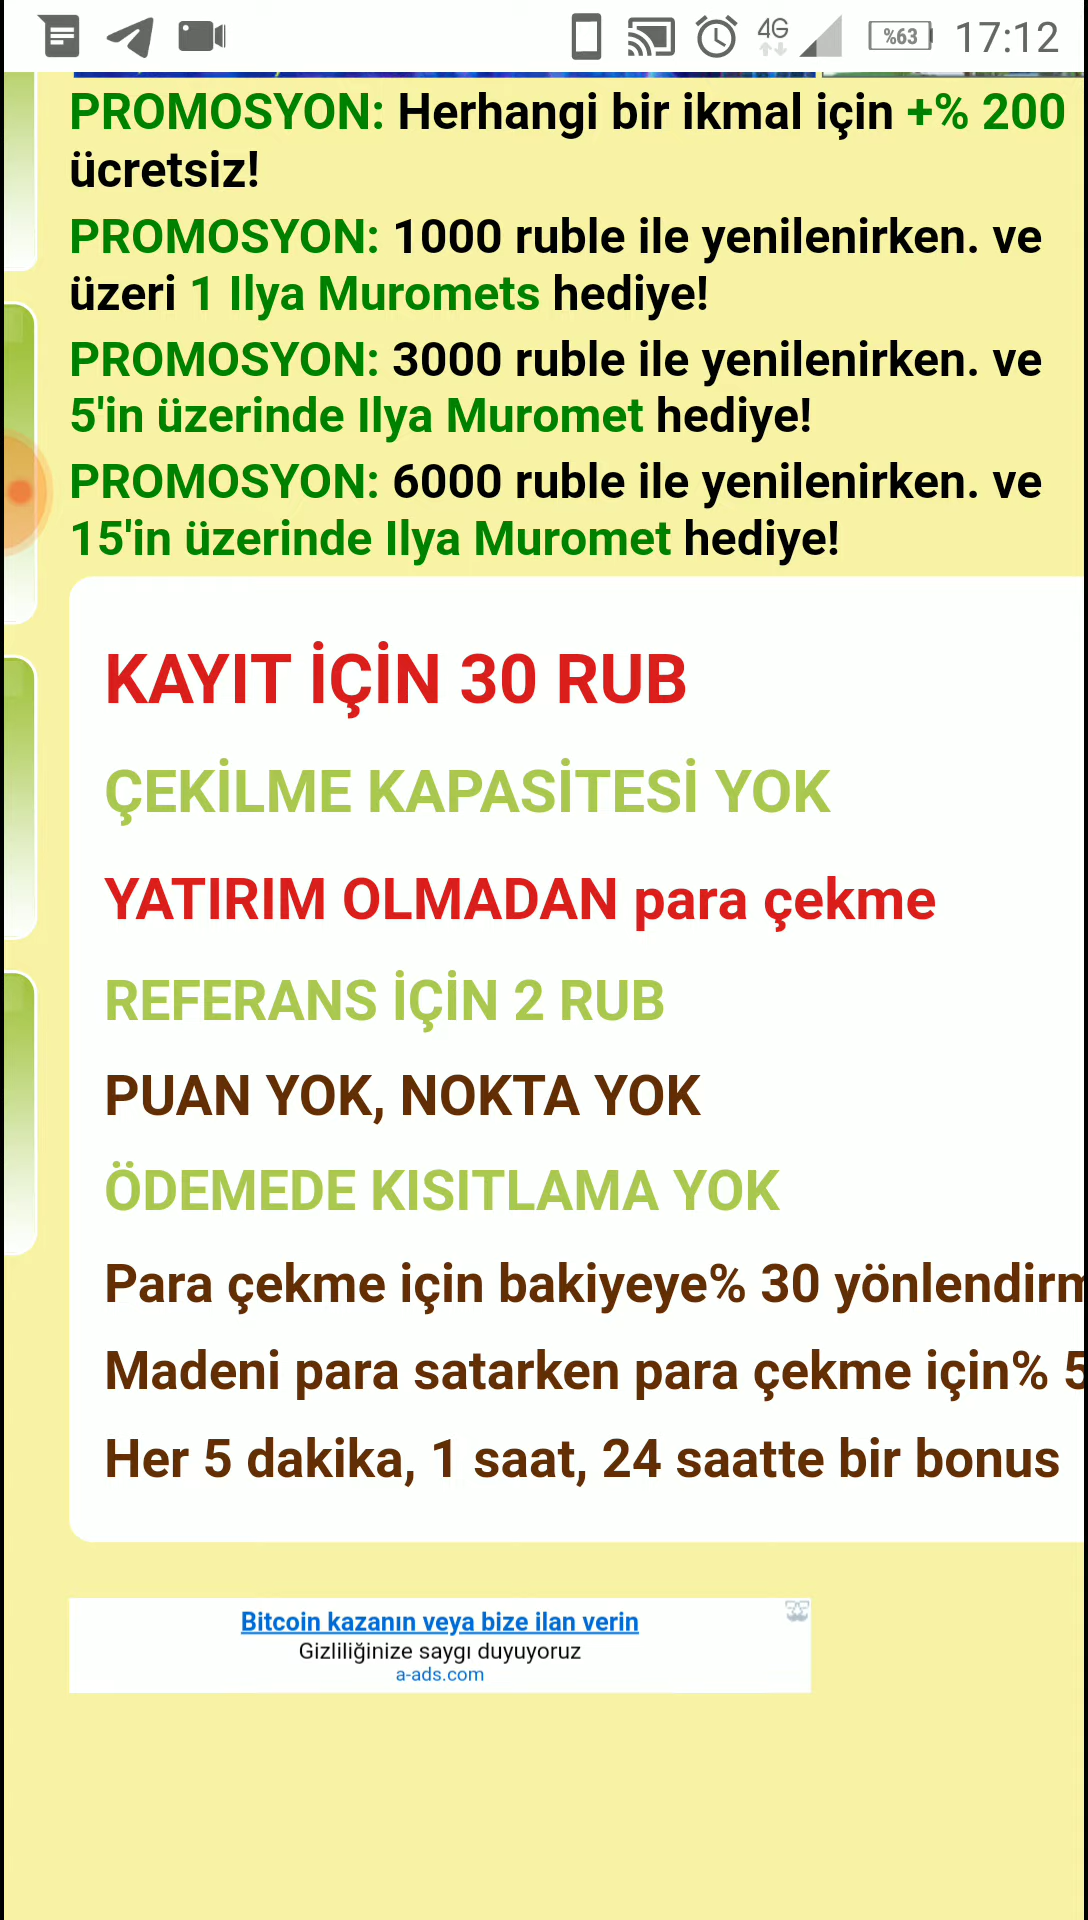 4G
%63
17:12
PROMOSYON: Herhangi bir ikmal için +% 200
ücretsiz!
PROMOSYON: 1000 ruble ile yenilenirken. ve
üzeri 1 Ilya Muromets hediye!
PROMOSYON: 3000 ruble ile yenilenirken. ve
5'in üzerinde Ilya Muromet hediye!
PROMOSYON: 6000 ruble ile yenilenirken. ve
15'in üzerinde Ilya Muromet hediye!
KAYIT İÇİN 30 RUB
ÇEKİLME KAPASİTESİ YOK
YATIRIM OLMADAN para çekme
REFERANS İÇİN 2 RUB
PUAN YOK, NOKTA YOK
ÖDEMEDE KISITLAMA YOK
Para çekme için bakiyeye% 30
Madeni para satarken para çekme için%
Her 5 dakika, 1 saat, 24 saatte bir bonus
Bitcoin kazanın veya bize ilan verin
Gizliliğinize saygı duyuyoruz
a-ads.com